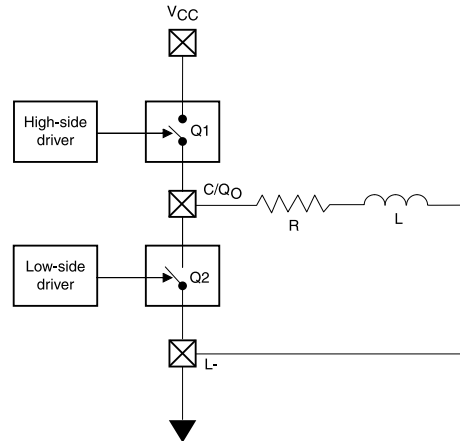 VCC
High-side
driver
Q1
C/QO
R
L
Low-side
driver
Q2
L-